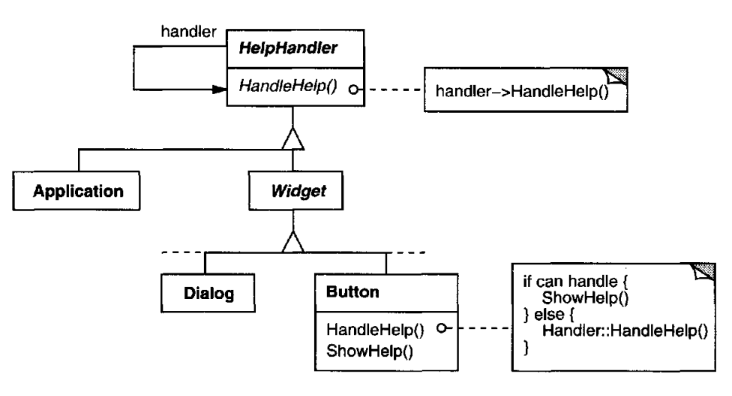 handler
HelpHandler
HandleHelp()
handler->HandleHelp()
Application
Widget
Dialog
Button
HandleHelp()
ShowHelp()
if can handle {
ShowHelp()
} else {
Handler::HandleHelp()
}